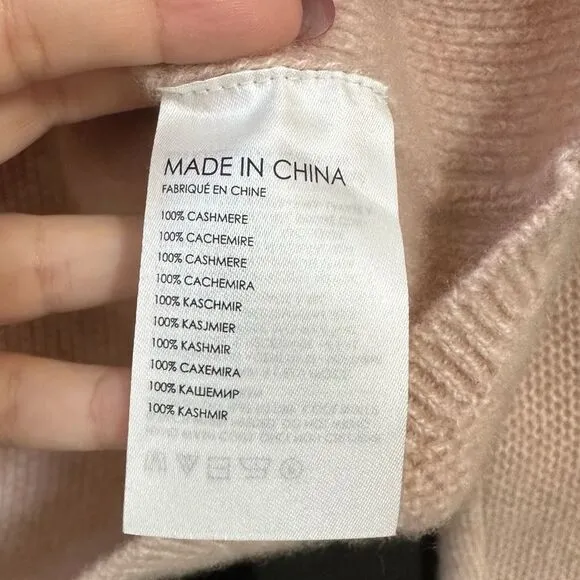 MADE IN CHINA
FABRIQUÉ EN CHINE
100% CASHMERE
100% CACHEMIRE
100% CASHMERE
100% CACHEMIRA
100% KASCHMIR
100% KASJMIER
100% KASHMIR
100% CAXEMIRA
100% КАШЕМИР
100% KASHMIR